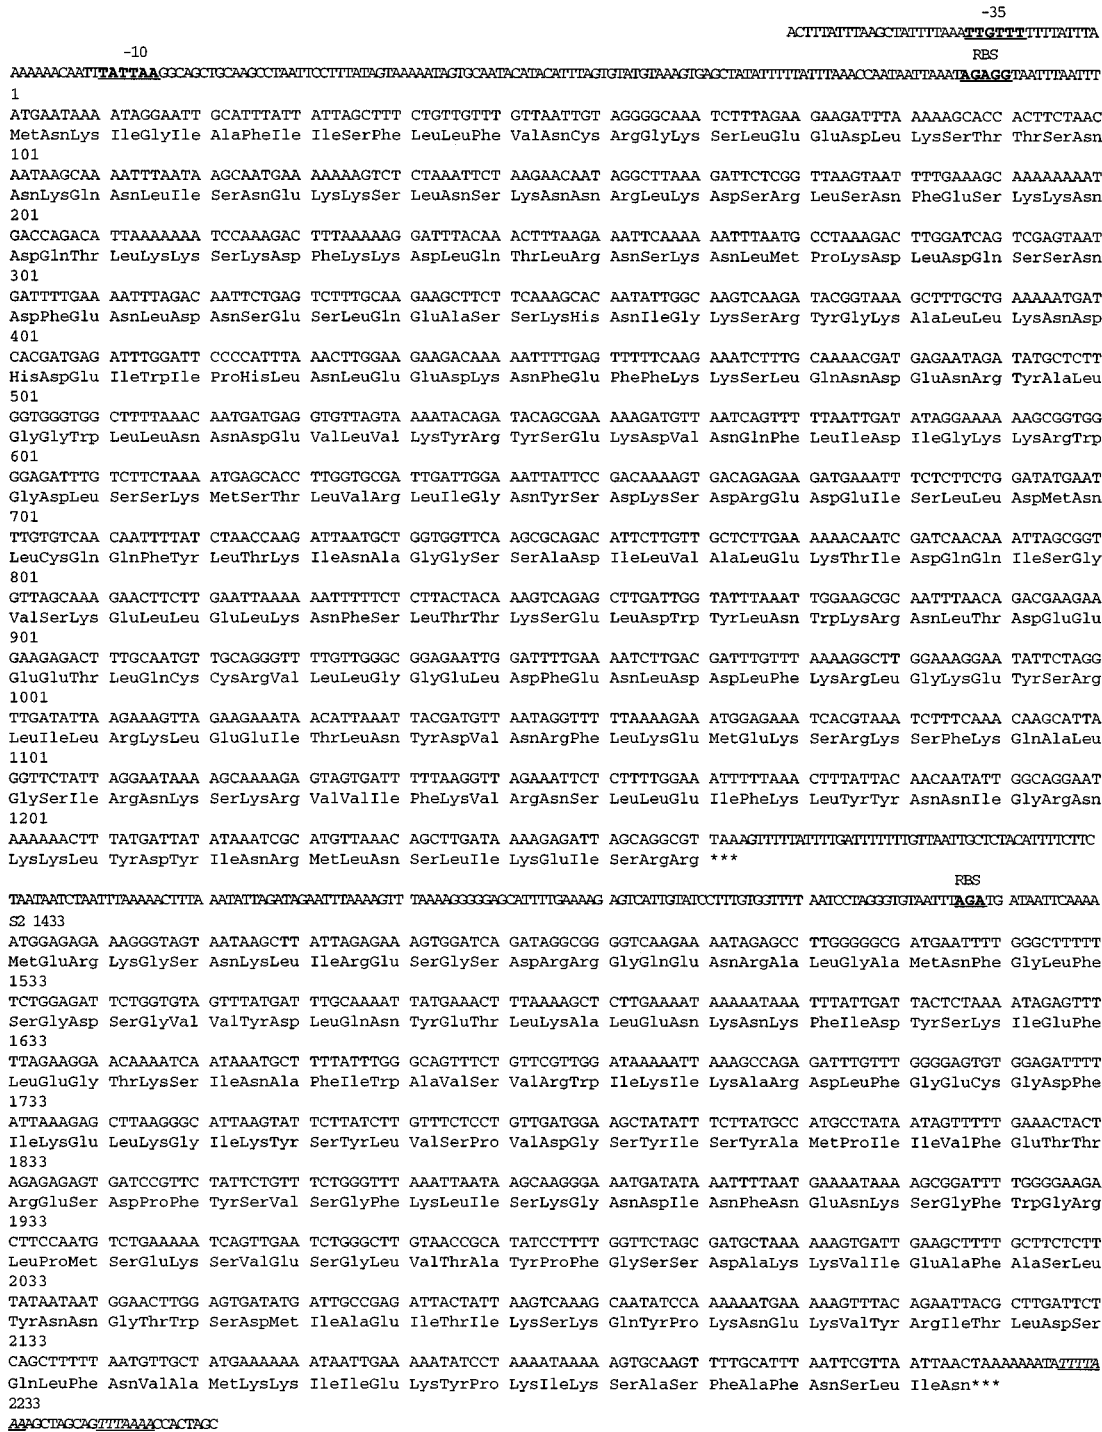 -35
ACTTTATTTAAGCTATTTTAAATTGTTTTTTTATTTA
-10 RBS
AAAAAACAATTTATTAAGGCAGCTGCAAGCCTAATTCCTTTATAGTAAAAATAGTGCAATACATACATTTAGTGTATGTAAAGTGAGCTATATTTTTATTTAAACCAATAATTAAATAGAGGTAATTTAATTT
1
ATGAATAAA ATAGGAATT GCATTTATT ATTAGCTTT CTGTTGTTT GTTAATTGT AGGGGCAAA TCTTTAGAA GAAGATTTA AAAAGCACC ACTTCTAAC
MetAsnLys IleGlyIle AlaPheIle IleSerPhe LeuLeuPhe ValAsnCys ArgGlyLys SerLeuGlu GluAspLeu LysSerThr ThrSerAsn
101
AATAAGCAA AATTTAATA AGCAATGAA AAAAAGTCT CTAAATTCT AAGAACAAT AGGCTTAAA GATTCTCGG TTAAGTAAT TTTGAAAGC AAAAAAAAT
AsnLysGln AsnLeuIle SerAsnGlu LysLysSer LeuAsnSer LysAsnAsn ArgLeuLys AspSerArg LeuSerAsn PheGluSer LysLysAsn
201
GACCAGACA TTAAAAAAA TCCAAAGAC TTTAAAAAG GATTTACAA ACTTTAAGA AATTCAAAA AATTTAATG CCTAAAGAC TTGGATCAG TCGAGTAAT
AspGlnThr LeuLysLys SerLysAsp PheLysLys AspLeuGln ThrLeuArg AsnSerLys AsnLeuMet ProLysAsp LeuAspGln SerSerAsn
301
GATTTTGAA AATTTAGAC AATTCTGAG TCTTTGCAA GAAGCTTCT TCAAAGCAC AATATTGGC AAGTCAAGA TACGGTAAA GCTTTGCTG AAAAATGAT
AspPheGlu AsnLeuAsp AsnSerGlu SerLeuGln GluAlaSer SerLysHis AsnIleGly LysSerArg TyrGlyLys AlaLeuLeu LysAsnAsp
401
CACGATGAG ATTTGGATT CCCCATTTA AACTTGGAA GAAGACAAA AATTTTGAG TTTTTCAAG AAATCTTTG CAAAACGAT GAGAATAGA TATGCTCTT
HisAspGlu IleTrpIle ProHisLeu AsnLeuGlu GluAspLys AsnPheGlu PhePheLys LysSerLeu GlnAsnAsp GluAsnArg TyrAlaLeu
501
GGTGGGTGG CTTTTAAAC AATGATGAG GTGTTAGTA AAATACAGA TACAGCGAA AAAGATGTT AATCAGTTT TTAATTGAT ATAGGAAAA AAGCGGTGG
GlyGlyTrp LeuLeuAsn AsnAspGlu ValLeuVal LysTyrArg TyrSerGlu LysAspVal AsnGlnPhe LeuIleAsp IleGlyLys LysArgTrp
601
GGAGATTTG TCTTCTAAA ATGAGCACC TTGGTGCGA TTGATTGGA AATTATTCC GACAAAAGT GACAGAGAA GATGAAATT TCTCTTCTG GATATGAAT
GlyAspLeu SerSerLys MetSerThr LeuValArg LeuIleGly AsnTyrSer AspLysSer AspArgGlu AspGluIle SerLeuLeu AspMetAsn
701
TTGTGTCAA CAATTTTAT CTAACCAAG ATTAATGCT GGTGGTTCA AGCGCAGAC ATTCTTGTT GCTCTTGAA AAAACAATC GATCAACAA ATTAGCGGT
LeuCysGln GlnPheTyr LeuThrLys IleAsnAla GlyGlySer SerAlaAsp IleLeuVal AlaLeuGlu LysThrIle AspGlnGln IleSerGly
801
GTTAGCAAA GAACTTCTT GAATTAAAA AATTTTTCT CTTACTACA AAGTCAGAG CTTGATTGG TATTTAAAT TGGAAGCGC AATTTAACA GACGAAGAA
ValSerLys GluLeuLeu GluLeuLys AsnPheSer LeuThrThr LysSerGlu LeuAspTrp TyrLeuAsn TrpLysArg AsnLeuThr AspGluGlu
901
GAAGAGACT TTGCAATGT TGCAGGGTT TTGTTGGGC GGAGAATTG GATTTTGAA AATCTTGAC GATTTGTTT AAAAGGCTT GGAAAGGAA TATTCTAGG
GluGluThr LeuGlnCys CysArgVal LeuLeuGly GlyGluLeu AspPheGlu AsnLeuAsp AspLeuPhe LysArgLeu GlyLysGlu TyrSerArg
1001
TTGATATTA AGAAAGTTA GAAGAAATA ACATTAAAT TACGATGTT AATAGGTTT TTAAAAGAA ATGGAGAAA TCACGTAAA TCTTTCAAA CAAGCATTA
LeuIleLeu ArgLysLeu GluGluIle ThrLeuAsn TyrAspVal AsnArgPhe LeuLysGlu MetGluLys SerArgLys SerPheLys GlnAlaLeu
1101
GGTTCTATT AGGAATAAA AGCAAAAGA GTAGTGATT TTTAAGGTT AGAAATTCT CTTTTGGAA ATTTTTAAA CTTTATTAC AACAATATT GGCAGGAAT
GlySerIle ArgAsnLys SerLysArg ValValIle PheLysVal ArgAsnSer LeuLeuGlu IlePheLys LeuTyrTyr AsnAsnIle GlyArgAsn
1201
AAAAAACTT TATGATTAT ATAAATCGC ATGTTAAAC AGCTTGATA AAAGAGATT AGCAGGCGT TAAAGTTTTTATTTTGATTTTTTTGTTAATTGCTCTACATTTTCTTC
LysLysLeu TyrAspTyr IleAsnArg MetLeuAsn SerLeuIle LysGluIle SerArgArg ***
RBS
TAATAATCTAATTTAAAAACTTTA AATATTAGATAGAATTTAAAAGTT TAAAAGGGGGAGCATTTTGAAAAG AGTCATTGTATCCTTTGTGGTTTT AATCCTAGGGTGTAATTTAGATG ATAATTCAAAA
S2 1433
ATGGAGAGA AAGGGTAGT AATAAGCTT ATTAGAGAA AGTGGATCA GATAGGCGG GGTCAAGAA AATAGAGCC TTGGGGGCG ATGAATTTT GGGCTTTTT
MetGluArg LysGlySer AsnLysLeu IleArgGlu SerGlySer AspArgArg GlyGlnGlu AsnArgAla LeuGlyAla MetAsnPhe GlyLeuPhe
1533
TCTGGAGAT TCTGGTGTA GTTTATGAT TTGCAAAAT TATGAAACT TTAAAAGCT CTTGAAAAT AAAAATAAA TTTATTGAT TACTCTAAA ATAGAGTTT
SerGlyAsp SerGlyVal ValTyrAsp LeuGlnAsn TyrGluThr LeuLysAla LeuGluAsn LysAsnLys PheIleAsp TyrSerLys IleGluPhe
1633
TTAGAAGGA ACAAAATCA ATAAATGCT TTTATTTGG GCAGTTTCT GTTCGTTGG ATAAAAATT AAAGCCAGA GATTTGTTT GGGGAGTGT GGAGATTTT
LeuGluGly ThrLysSer IleAsnAla PheIleTrp AlaValSer ValArgTrp IleLysIle LysAlaArg AspLeuPhe GlyGluCys GlyAspPhe
1733
ATTAAAGAG CTTAAGGGC ATTAAGTAT TCTTATCTT GTTTCTCCT GTTGATGGA AGCTATATT TCTTATGCC ATGCCTATA ATAGTTTTT GAAACTACT
IleLysGlu LeuLysGly IleLysTyr SerTyrLeu ValSerPro ValAspGly SerTyrIle SerTyrAla MetProIle IleValPhe GluThrThr
1833
AGAGAGAGT GATCCGTTC TATTCTGTT TCTGGGTTT AAATTAATA AGCAAGGGA AATGATATA AATTTTAAT GAAAATAAA AGCGGATTT TGGGGAAGA
ArgGluSer AspProPhe TyrSerVal SerGlyPhe LysLeuIle SerLysGly AsnAspIle AsnPheAsn GluAsnLys SerGlyPhe TrpGlyArg
1933
CTTCCAATG TCTGAAAAA TCAGTTGAA TCTGGGCTT GTAACCGCA TATCCTTTT GGTTCTAGC GATGCTAAA AAAGTGATT GAAGCTTTT GCTTCTCTT
LeuProMet SerGluLys SerValGlu SerGlyLeu ValThrAla TyrProPhe GlySerSer AspAlaLys LysValIle GluAlaPhe AlaSerLeu
2033
TATAATAAT GGAACTTGG AGTGATATG ATTGCCGAG ATTACTATT AAGTCAAAG CAATATCCA AAAAATGAA AAAGTTTAC AGAATTACG CTTGATTCT
TyrAsnAsn GlyThrTrp SerAspMet IleAlaGlu IleThrIle LysSerLys GlnTyrPro LysAsnGlu LysValTyr ArgIleThr LeuAspSer
2133
CAGCTTTTT AATGTTGCT ATGAAAAAA ATAATTGAA AAATATCCT AAAATAAAA AGTGCAAGT TTTGCATTT AATTCGTTA ATTAACTAAAAAAATATTTTA
GlnLeuPhe AsnValAla MetLysLys IleIleGlu LysTyrPro LysIleLys SerAlaSer PheAlaPhe AsnSerLeu IleAsn***
2233
AAAGCTAGCAGTTTAAAACCACTAGC